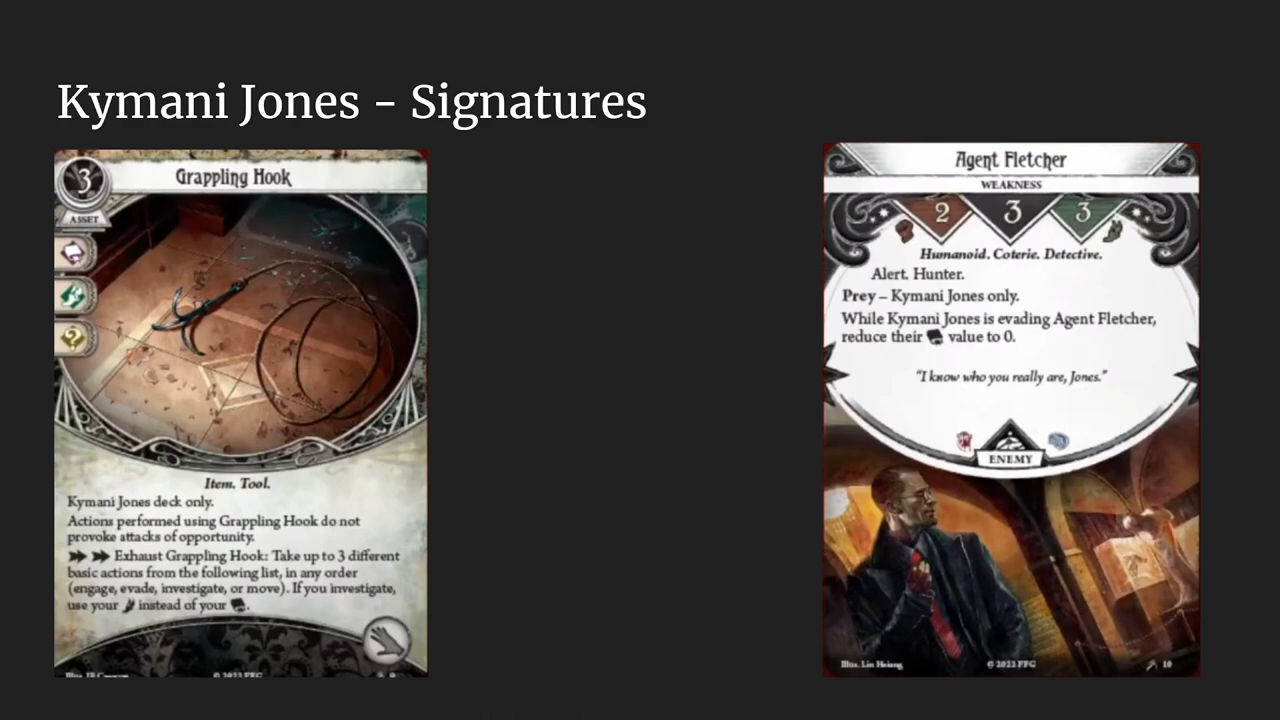 Kymani Jones - Signatures
3
Grappling Hook
ASSET
Item. Tool.
Kymani Jones deck only.
Actions performed using Grappling Hook do not
provoke attacks of opportunity.
Exhaust Grappling Hook: Take up to 3 different
basic actions from the following list, in any order
(engage, evade, investigate, or move). If you investigate,
use your instead of your .
© 2022 FFG
Agent Fletcher
WEAKNESS
2 3 3
Humanoid. Coterie. Detective.
Alert. Hunter.
Prey – Kymani Jones only.
While Kymani Jones is evading Agent Fletcher,
reduce their value to 0.
“I know who you really are, Jones.”
ENEMY
Illus. Lin Hsiang © 2022 FFG 10